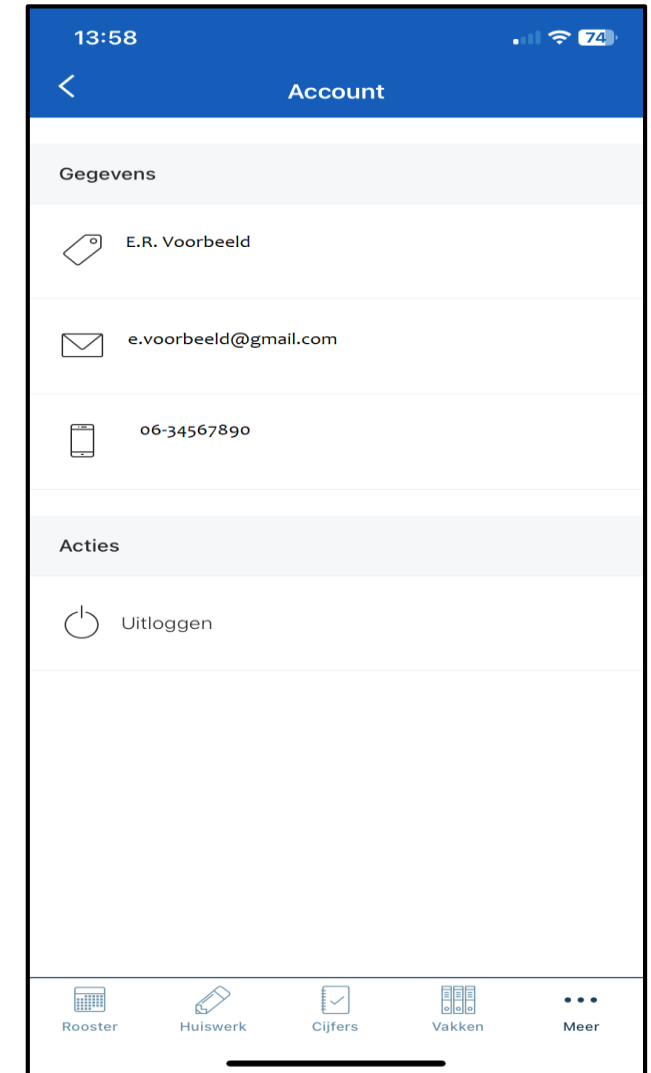 13:58
74
Account
Gegevens
E.R. Voorbeeld
e.voorbeeld@gmail.com
06-34567890
Acties
Uitloggen
Rooster Huiswerk Cijfers Vakken Meer